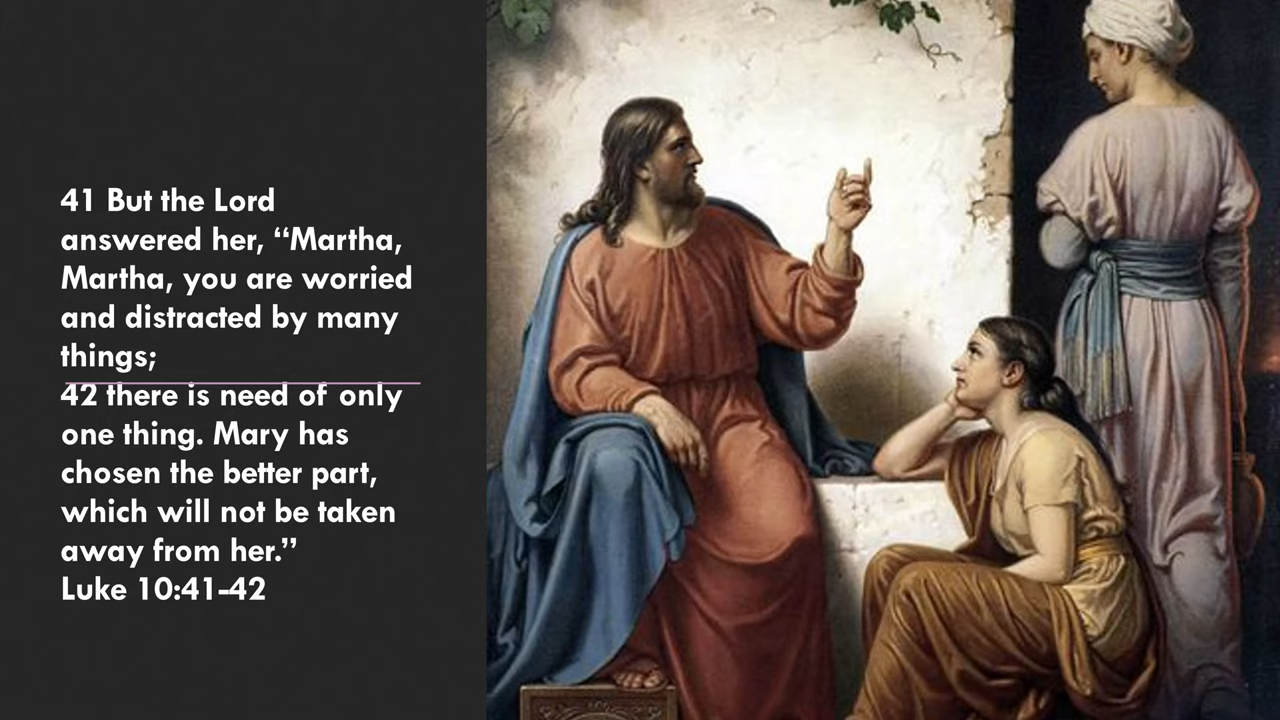 41 But the Lord
answered her, “Martha,
Martha, you are worried
and distracted by many
things;
42 there is need of only
one thing. Mary has
chosen the better part,
which will not be taken
away from her.”
Luke 10:41-42